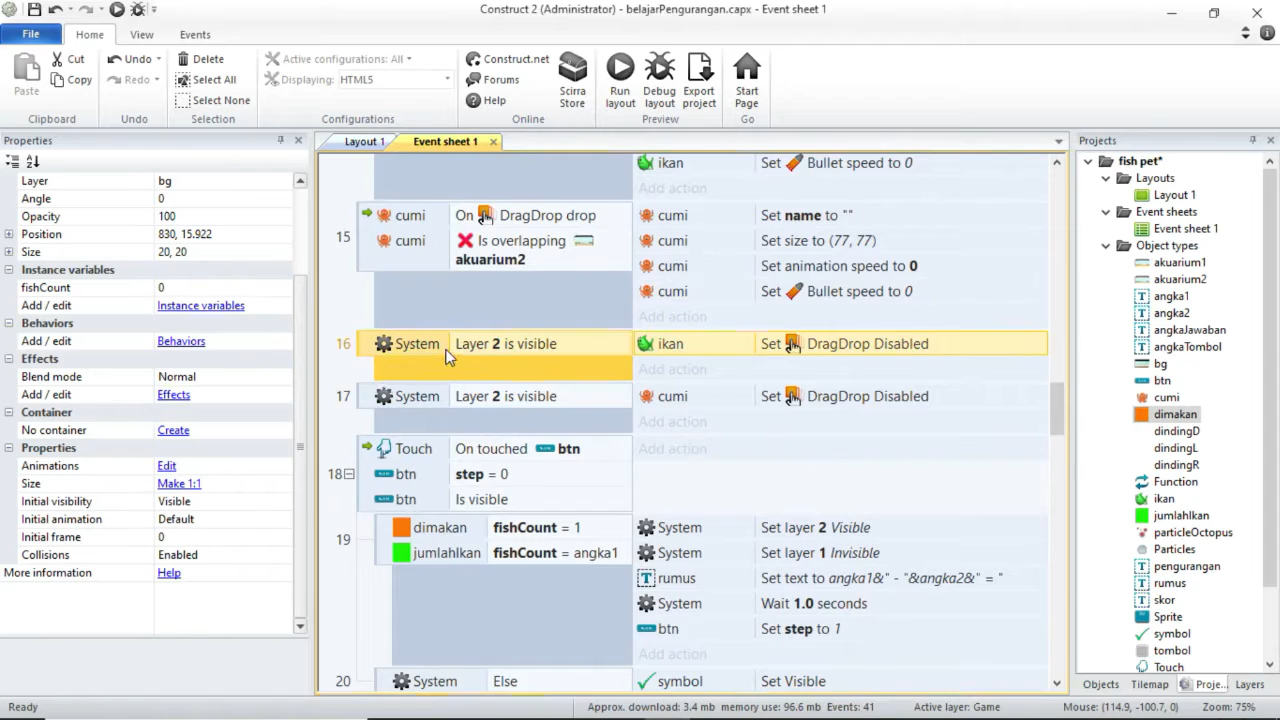 Construct 2 (Administrator) - belajarPengurangan.capx - Event sheet 1
File
Home
View
Events
Paste
Cut
Copy
Clipboard
Undo
Redo
Undo
Delete
Select All
Select None
Selection
Active configurations: All
Displaying: HTML5
Configurations
Construct.net
Forums
Help
Scirra Store
Online
Run layout
Debug layout
Export project
Preview
Start Page
Go
Properties
Layer bg
Angle 0
Opacity 100
Position 830, 15.922
Size 20, 20
Instance variables
fishCount 0
Add / edit Instance variables
Behaviors
Add / edit Behaviors
Effects
Blend mode Normal
Add / edit Effects
Container
No container Create
Properties
Animations Edit
Size Make 1:1
Initial visibility Visible
Initial animation Default
Initial frame 0
Collisions Enabled
More information Help
Layout 1
Event sheet 1
ikan Set Bullet speed to 0
Add action
15
cumi On DragDrop drop
cumi Is overlapping
akuarium2
cumi Set name to ""
cumi Set size to (77, 77)
cumi Set animation speed to 0
cumi Set Bullet speed to 0
Add action
16 System Layer 2 is visible ikan Set DragDrop Disabled
Add action
17 System Layer 2 is visible cumi Set DragDrop Disabled
Add action
18
Touch On touched btn
btn step = 0
btn Is visible
Add action
19
dimakan fishCount = 1
jumlahIkan fishCount = angka1
System Set layer 2 Visible
System Set layer 1 Invisible
rumus Set text to angka1&" - "&angka2&" = "
System Wait 1.0 seconds
btn Set step to 1
Add action
20 System Else symbol Set Visible
Projects
fish pet*
Layouts
Layout 1
Event sheets
Event sheet 1
Object types
akuarium1
akuarium2
angka1
angka2
angkaJawaban
angkaTombol
bg
btn
cumi
dimakan
dindingD
dindingL
dindingR
Function
ikan
jumlahIkan
particleOctopus
Particles
pengurangan
rumus
skor
Sprite
symbol
tombol
Touch
Objects
Tilemap
Proje...
Layers
Ready
Approx. download: 3.4 mb
memory use: 96.6 mb
Events: 41
Active layer: Game
Mouse: (114.9, -100.7, 0)
Zoom: 75%